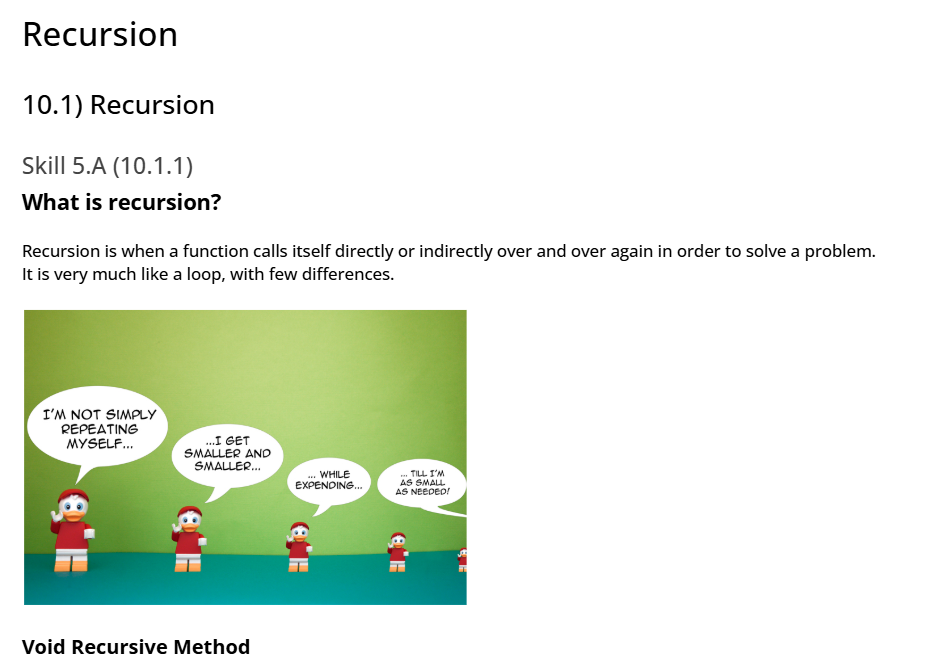 Recursion
10.1) Recursion
Skill 5.A (10.1.1)
What is recursion?
Recursion is when a function calls itself directly or indirectly over and over again in order to solve a problem.
It is very much like a loop, with few differences.
I'M NOT SIMPLY
REPEATING
MYSELF...
...I GET
SMALLER AND
SMALLER...
... WHILE
EXPENDING...
... TILL I'M
AS SMALL
AS NEEDED!
Void Recursive Method